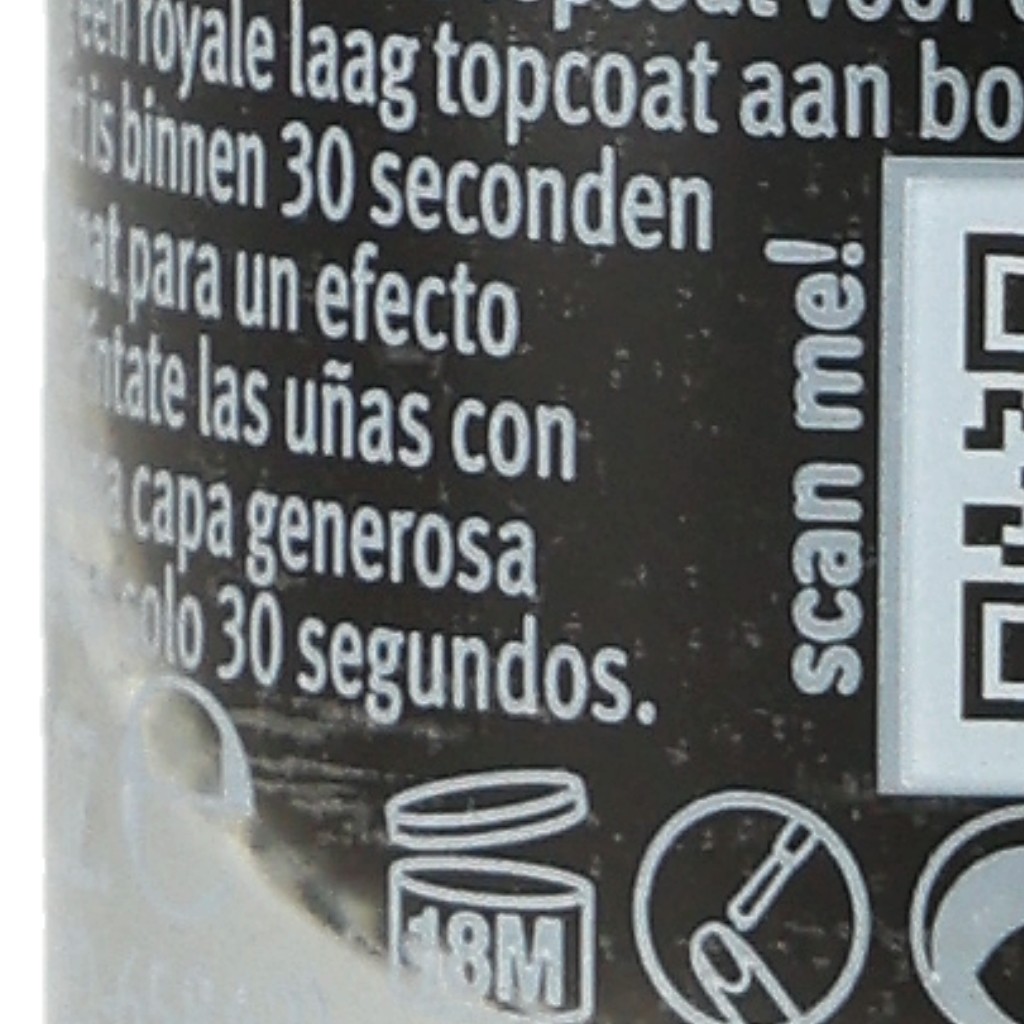 een royale laag topcoat aan
is binnen 30 seconden
para un efecto
las uñas con
capa generosa
solo 30 segundos.
scan me!
18M